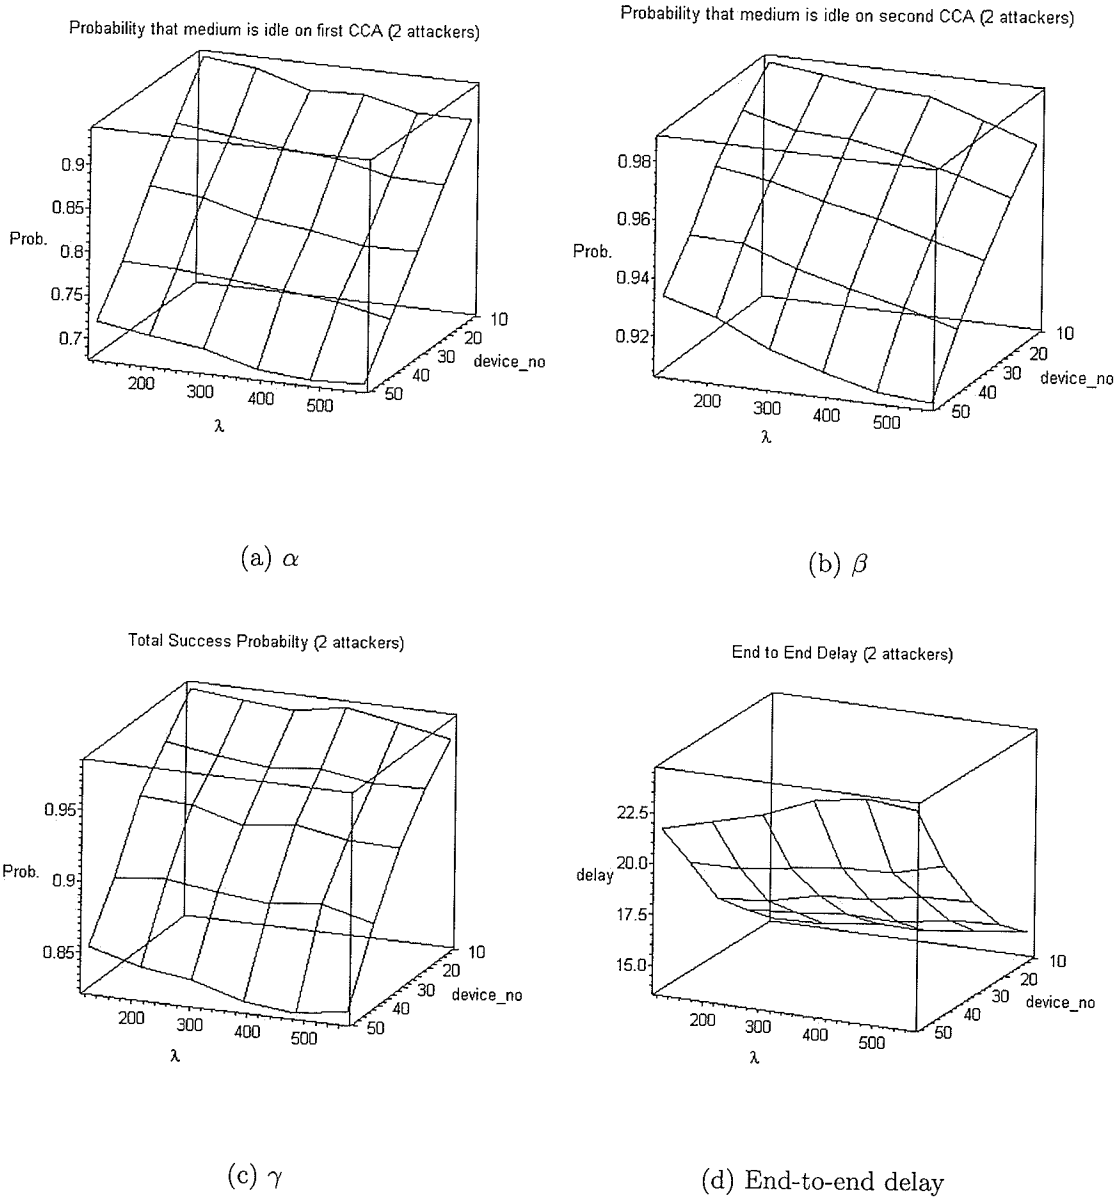 Probability that medium is idle on first CCA (2 attackers)
0.9
0.85
Prob.
0.8
0.75
0.7
200
300
400
500
λ
50
40
30
20
10
device_no
(a) α
Probability that medium is idle on second CCA (2 attackers)
0.98
0.96
Prob.
0.94
0.92
200
300
400
500
λ
50
40
30
20
10
device_no
(b) β
Total Success Probabilty (2 attackers)
0.95
Prob.
0.9
0.85
200
300
400
500
λ
50
40
30
20
10
device_no
(c) γ
End to End Delay (2 attackers)
22.5
delay
20.0
17.5
15.0
200
300
400
500
λ
50
40
30
20
10
device_no
(d) End-to-end delay